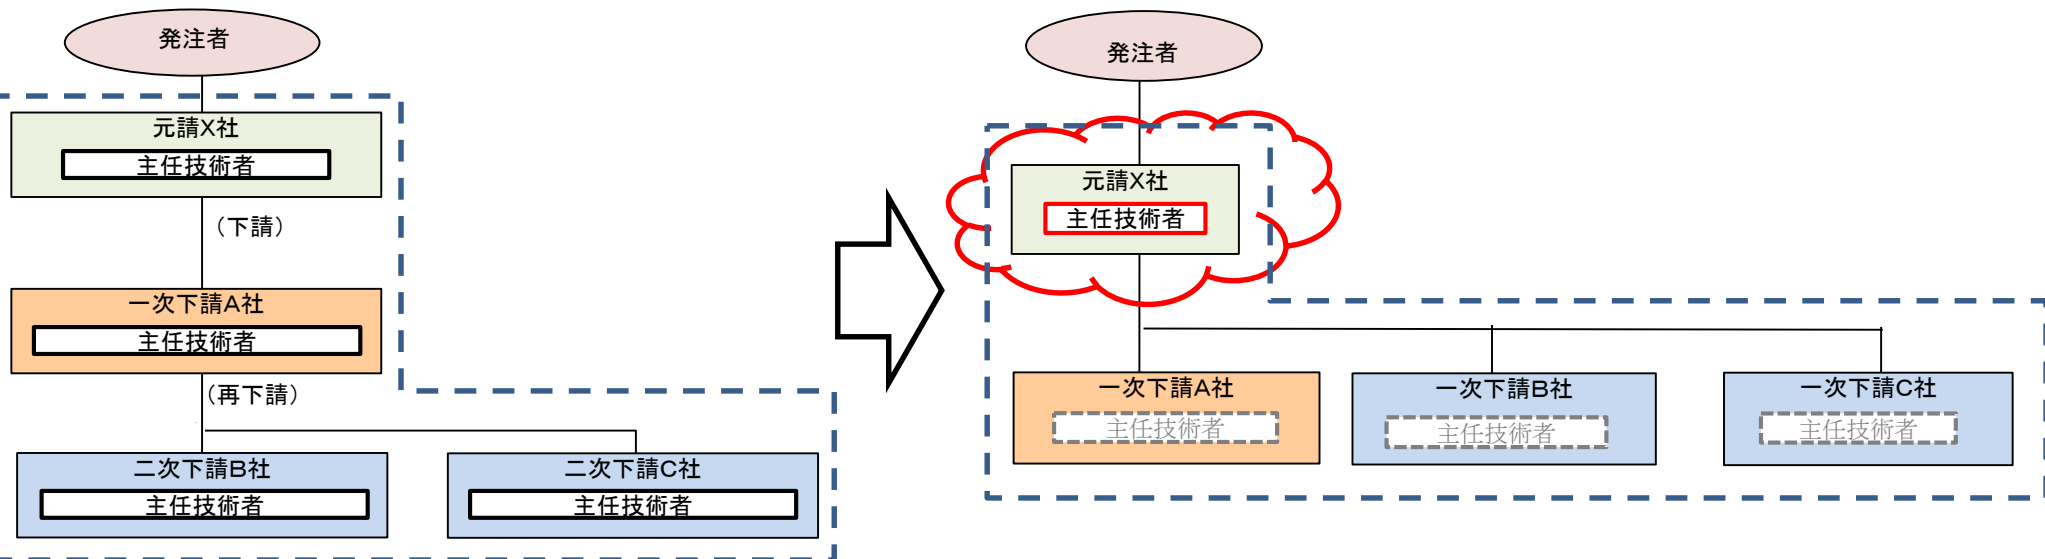 発注者
元請X社
主任技術者
（下請）
一次下請A社
主任技術者
（再下請）
二次下請B社
主任技術者
二次下請C社
主任技術者
発注者
元請X社
主任技術者
一次下請A社
主任技術者
一次下請B社
主任技術者
一次下請C社
主任技術者